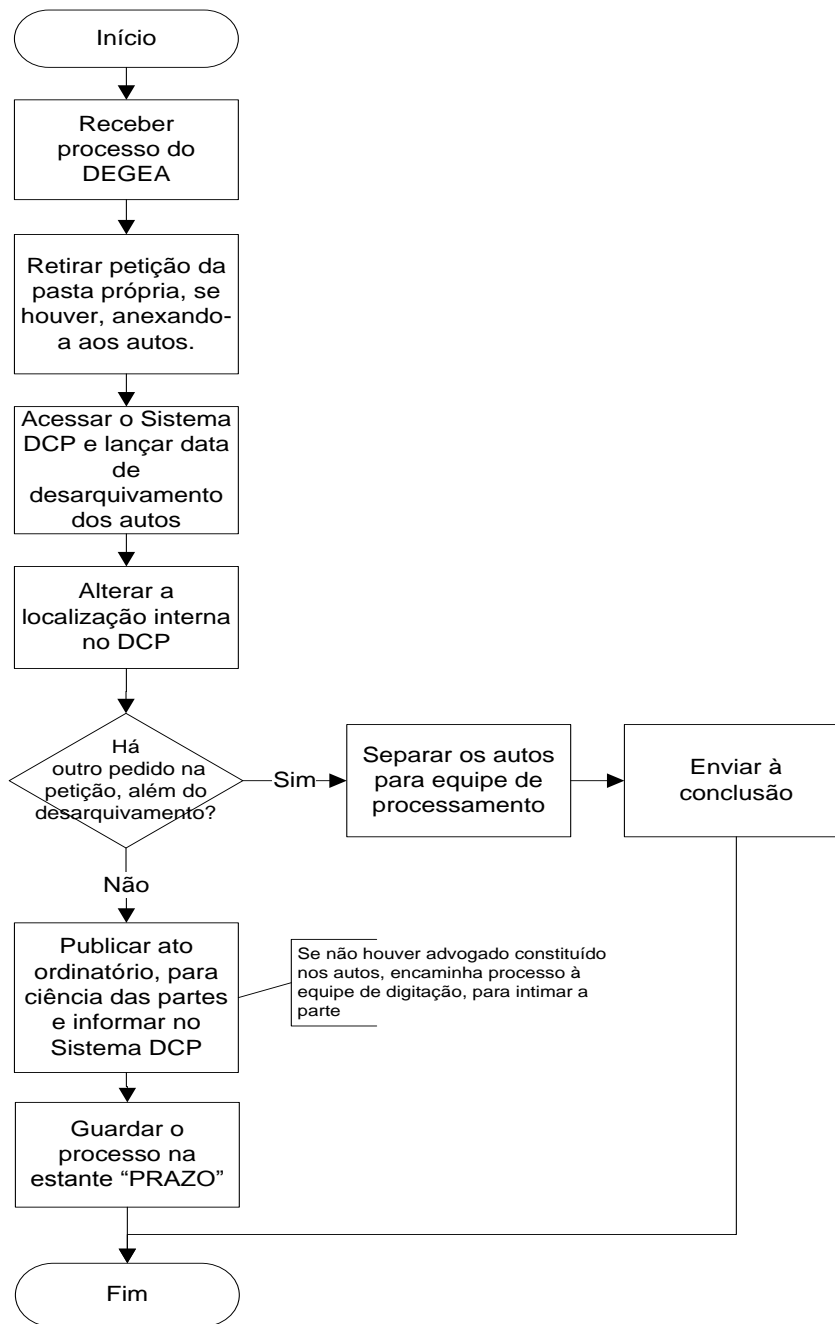 Início
Receber
processo do
DEGEA
Retirar petição da
pasta própria, se
houver, anexando-
a aos autos.
Acessar o Sistema
DCP e lançar data
de
desarquivamento
dos autos
Alterar a
localização interna
no DCP
Há
outro pedido na
petição, além do
desarquivamento?
Sim
Separar os autos
para equipe de
processamento
Enviar à
conclusão
Não
Publicar ato
ordinatório, para
ciência das partes
e informar no
Sistema DCP
Se não houver advogado constituído
nos autos, encaminha processo à
equipe de digitação, para intimar a
parte
Guardar o
processo na
estante “PRAZO”
Fim